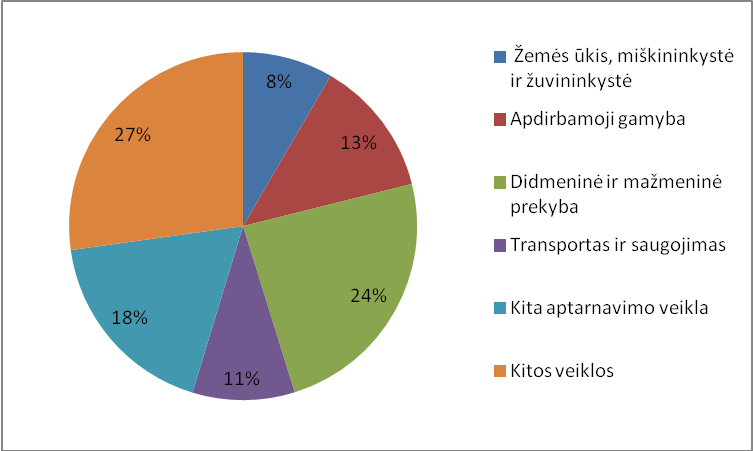 8%
13%
24%
11%
18%
27%
Žemės ūkis, miškininkystė
ir žuvininkystė
Apdirbamoji gamyba
Didmeninė ir mažmeninė
prekyba
Transportas ir saugojimas
Kita aptarnavimo veikla
Kitos veiklos